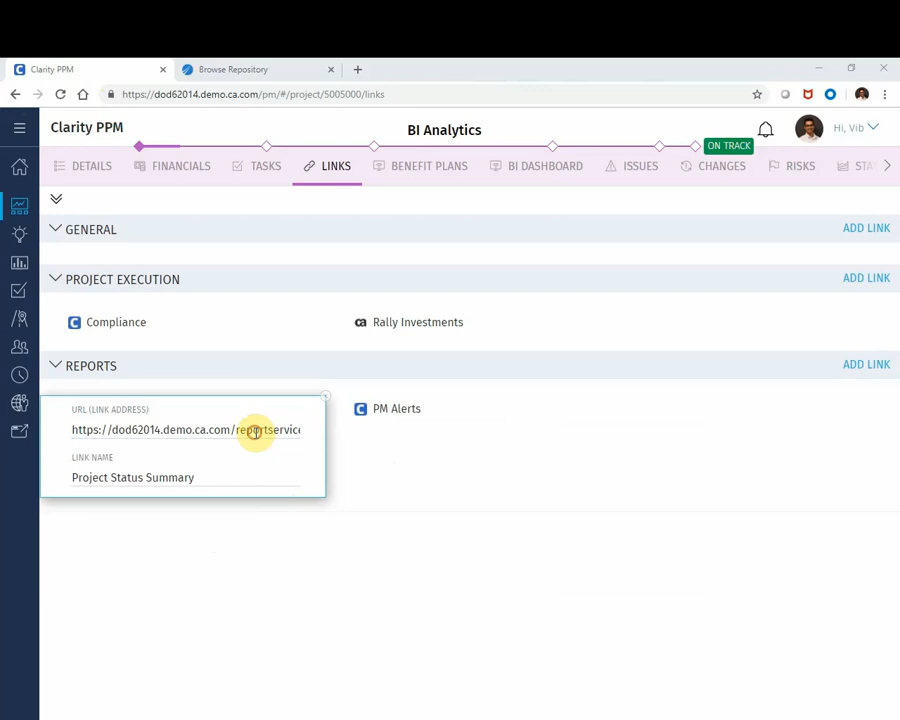 Clarity PPM
Browse Repository
https://dod62014.demo.ca.com/pm/#/project/5005000/links
Clarity PPM
BI Analytics
Hi, Vib
ON TRACK
DETAILS
FINANCIALS
TASKS
LINKS
BENEFIT PLANS
BI DASHBOARD
ISSUES
CHANGES
RISKS
STA
GENERAL
ADD LINK
PROJECT EXECUTION
ADD LINK
C Compliance
ca Rally Investments
REPORTS
ADD LINK
URL (LINK ADDRESS)
https://dod62014.demo.ca.com/reportservice
LINK NAME
Project Status Summary
C PM Alerts